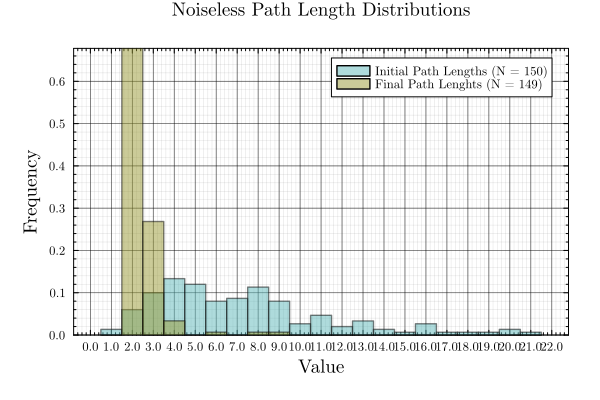 Noiseless Path Length Distributions
Initial Path Lengths (N = 150)
Final Path Lenghts (N = 149)
Frequency
0.6
0.5
0.4
0.3
0.2
0.1
0.0
0.0 1.0 2.0 3.0 4.0 5.0 6.0 7.0 8.0 9.0 10.0 11.0 12.0 13.0 14.0 15.0 16.0 17.0 18.0 19.0 20.0 21.0 22.0
Value